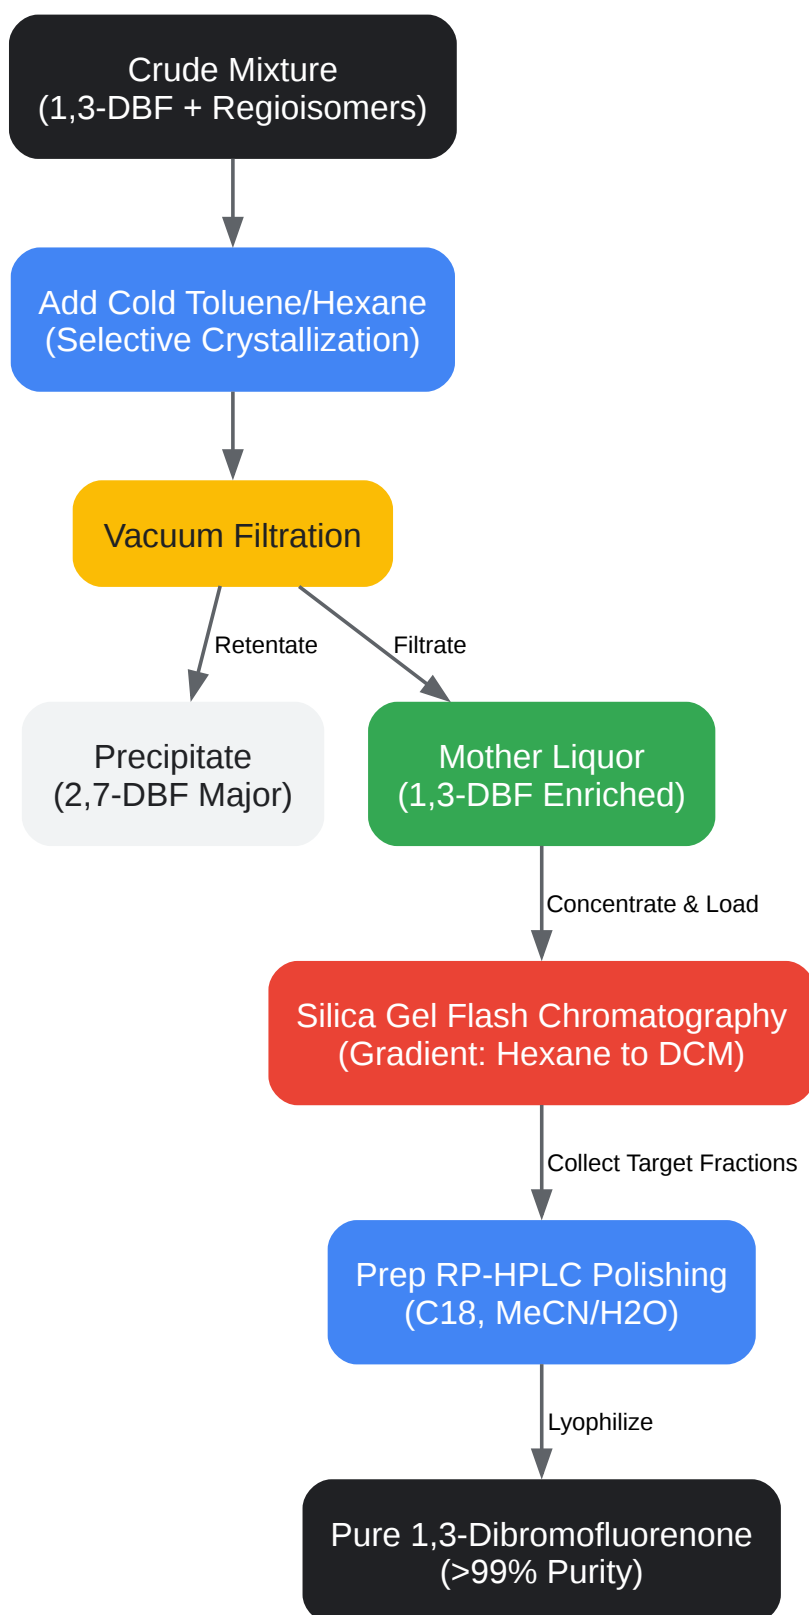 Crude Mixture
(1,3-DBF + Regioisomers)
Add Cold Toluene/Hexane
(Selective Crystallization)
Vacuum Filtration
Retentate
Filtrate
Precipitate
(2,7-DBF Major)
Mother Liquor
(1,3-DBF Enriched)
Concentrate & Load
Silica Gel Flash Chromatography
(Gradient: Hexane to DCM)
Collect Target Fractions
Prep RP-HPLC Polishing
(C18, MeCN/H2O)
Lyophilize
Pure 1,3-Dibromofluorenone
(>99% Purity)